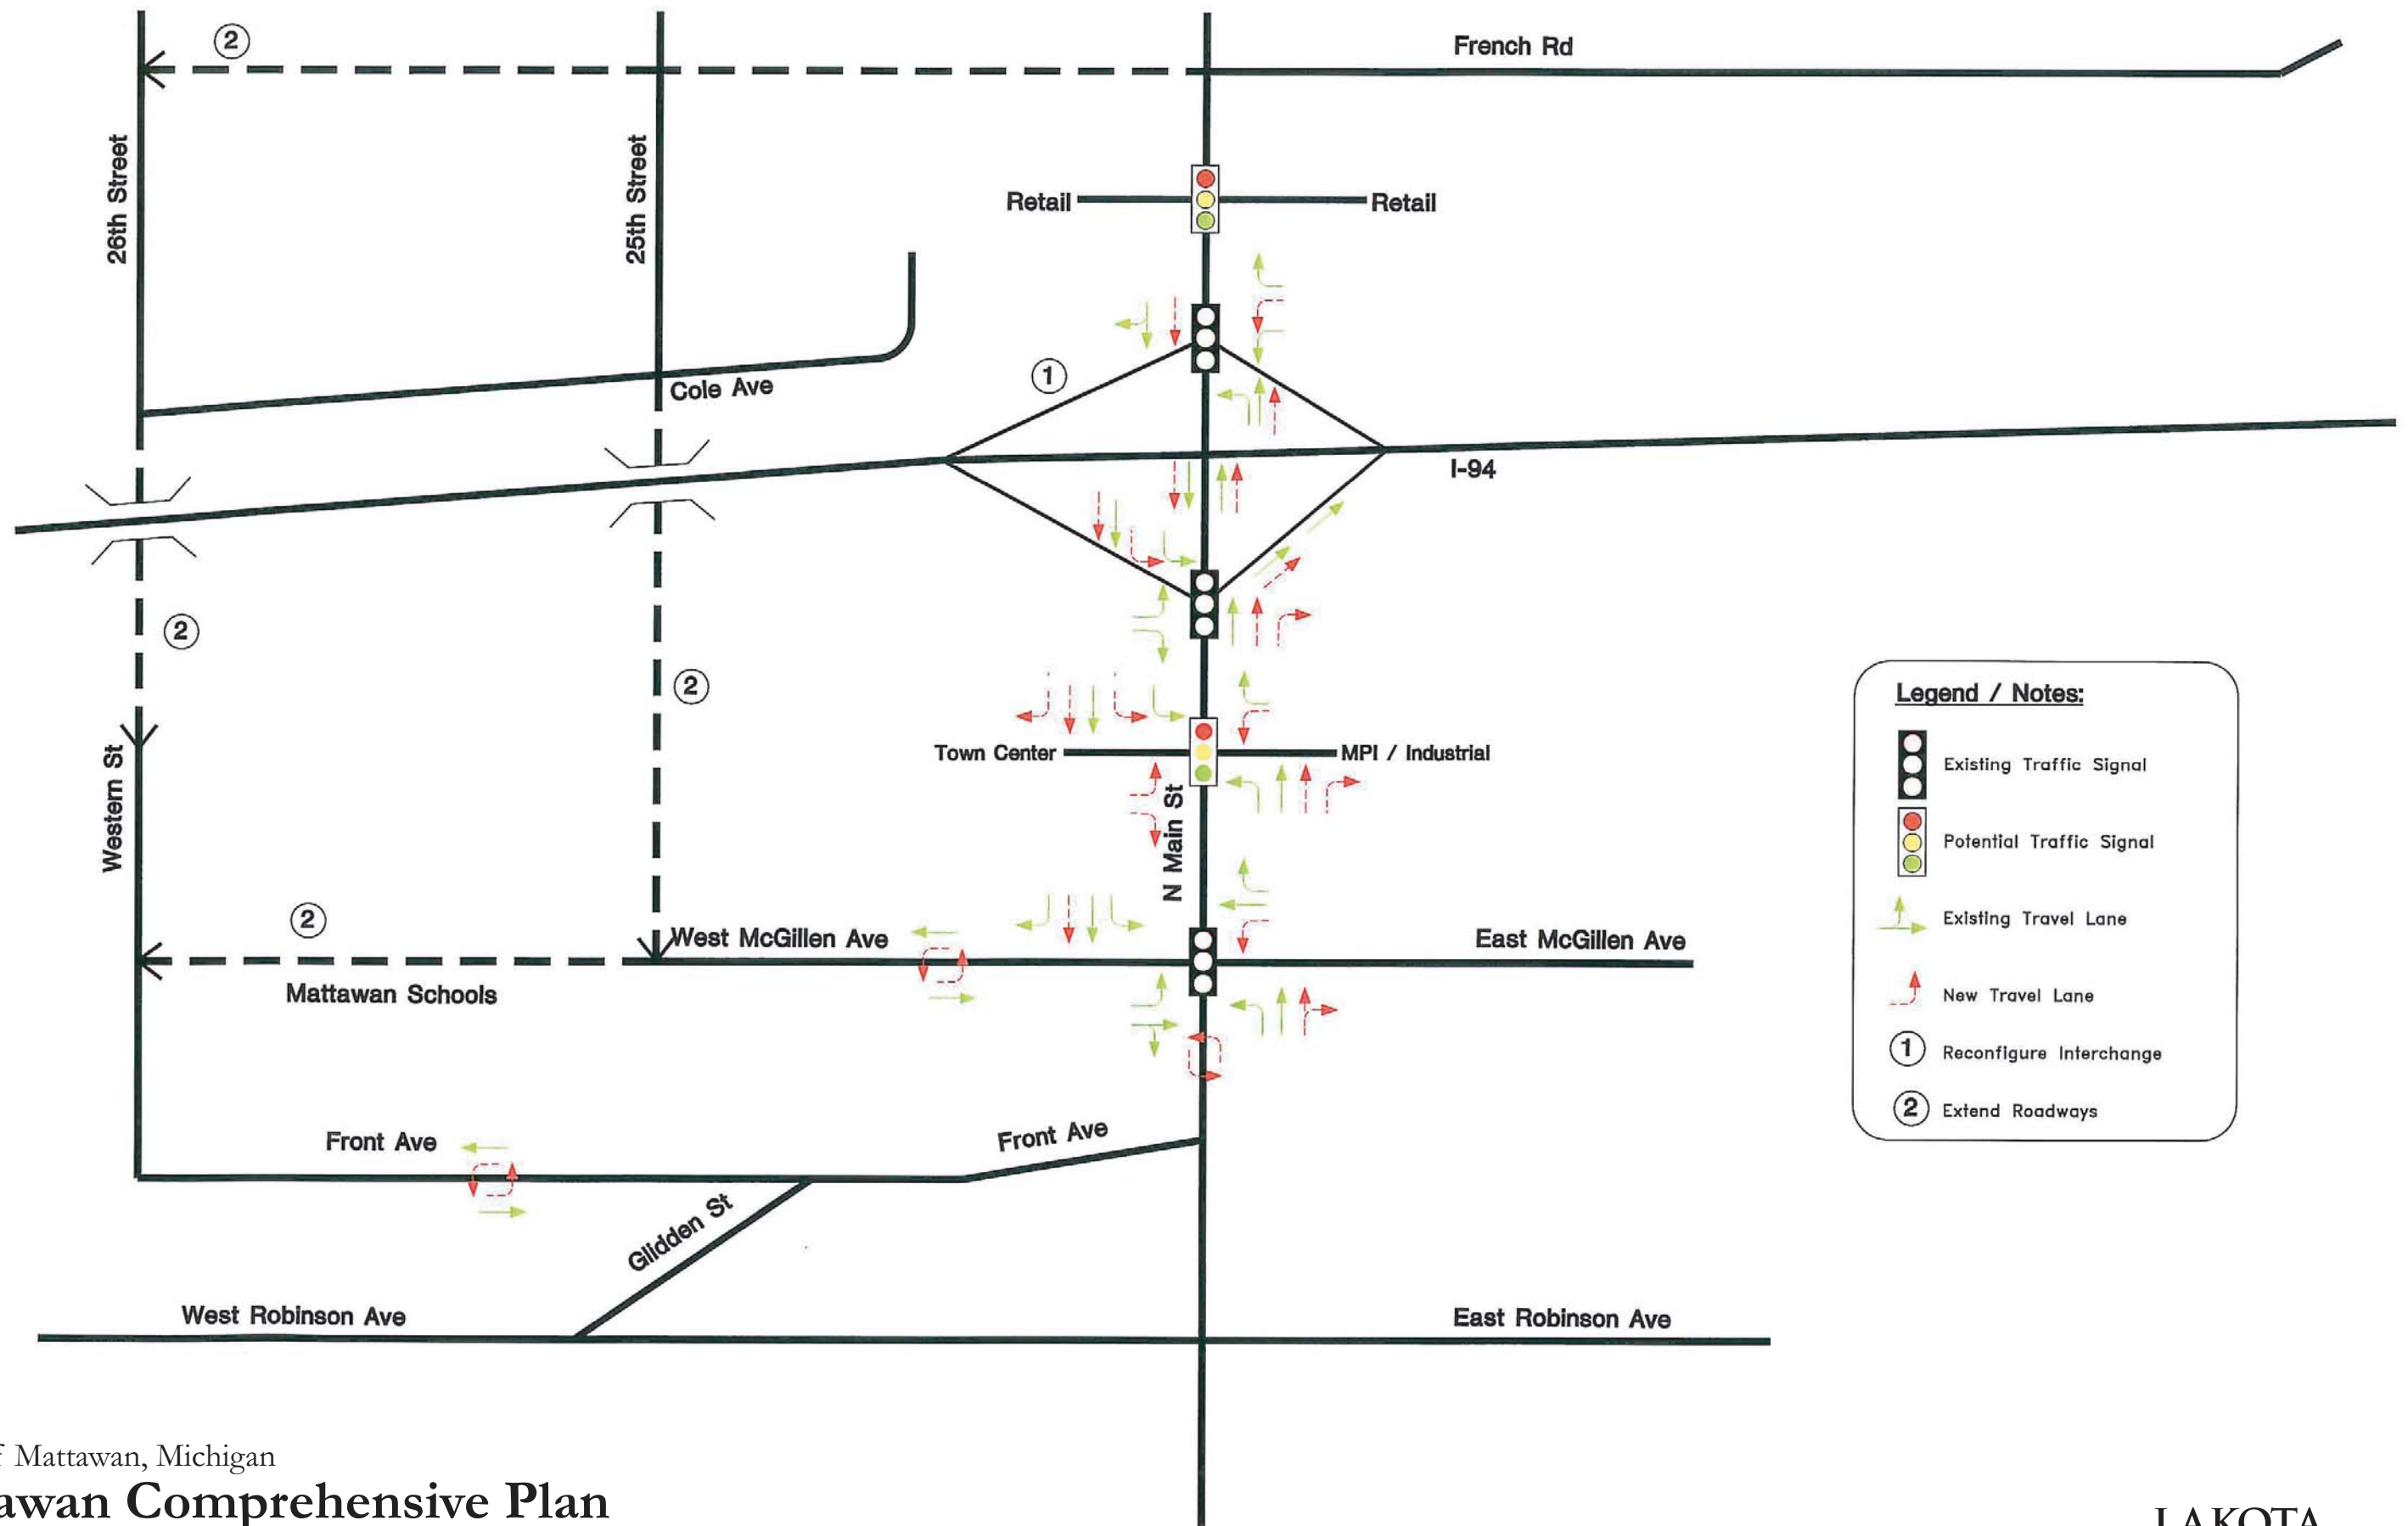 2
French Rd
26th Street
25th Street
Retail
Retail
1
Cole Ave
I-94
2
2
Legend / Notes:
Existing Traffic Signal
Potential Traffic Signal
Existing Travel Lane
New Travel Lane
1 Reconfigure Interchange
2 Extend Roadways
Town Center
MPI / Industrial
Western St
N Main St
2
West McGillen Ave
East McGillen Ave
Mattawan Schools
Front Ave
Front Ave
Glidden St
West Robinson Ave
East Robinson Ave
Mattawan, Michigan
awan Comprehensive Plan
LAKOTA